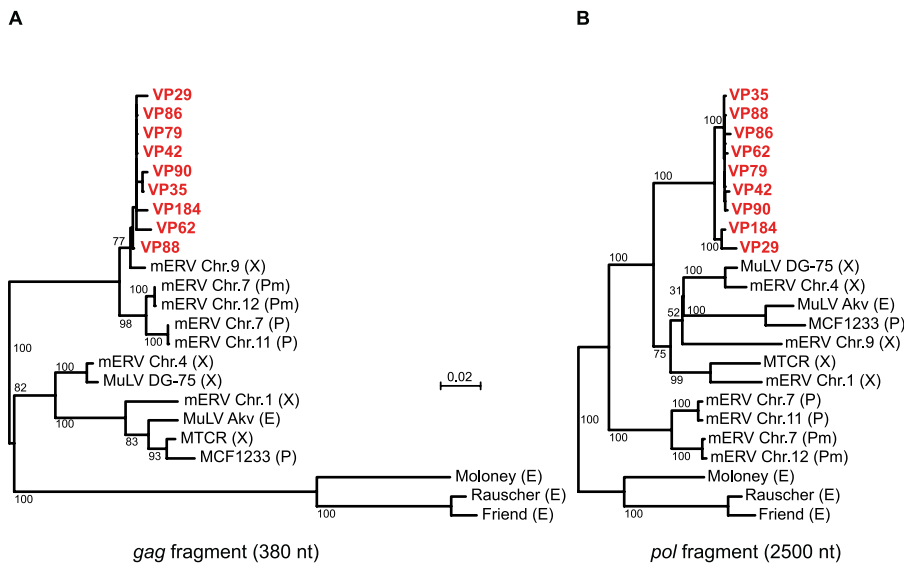 A
VP29
VP86
VP79
VP42
VP90
VP35
VP184
VP62
77
VP88
mERV Chr.9 (X)
100
mERV Chr.7 (Pm)
mERV Chr.12 (Pm)
98
mERV Chr.7 (P)
100
mERV Chr.11 (P)
100
mERV Chr.4 (X)
100
MuLV DG-75 (X)
82
mERV Chr.1 (X)
100
MuLV Akv (E)
83
MTCR (X)
93
MCF1233 (P)
Moloney (E)
100
Rauscher (E)
100
Friend (E)
gag fragment (380 nt)
0.02
B
VP35
VP88
100
VP86
VP62
100
VP79
VP42
VP90
VP184
100
VP29
100
MuLV DG-75 (X)
100
mERV Chr.4 (X)
31
MuLV Akv (E)
100
52
MCF1233 (P)
mERV Chr.9 (X)
75
MTCR (X)
99
mERV Chr.1 (X)
mERV Chr.7 (P)
100
mERV Chr.11 (P)
100
100
mERV Chr.7 (Pm)
100
mERV Chr.12 (Pm)
Moloney (E)
100
Rauscher (E)
100
Friend (E)
pol fragment (2500 nt)